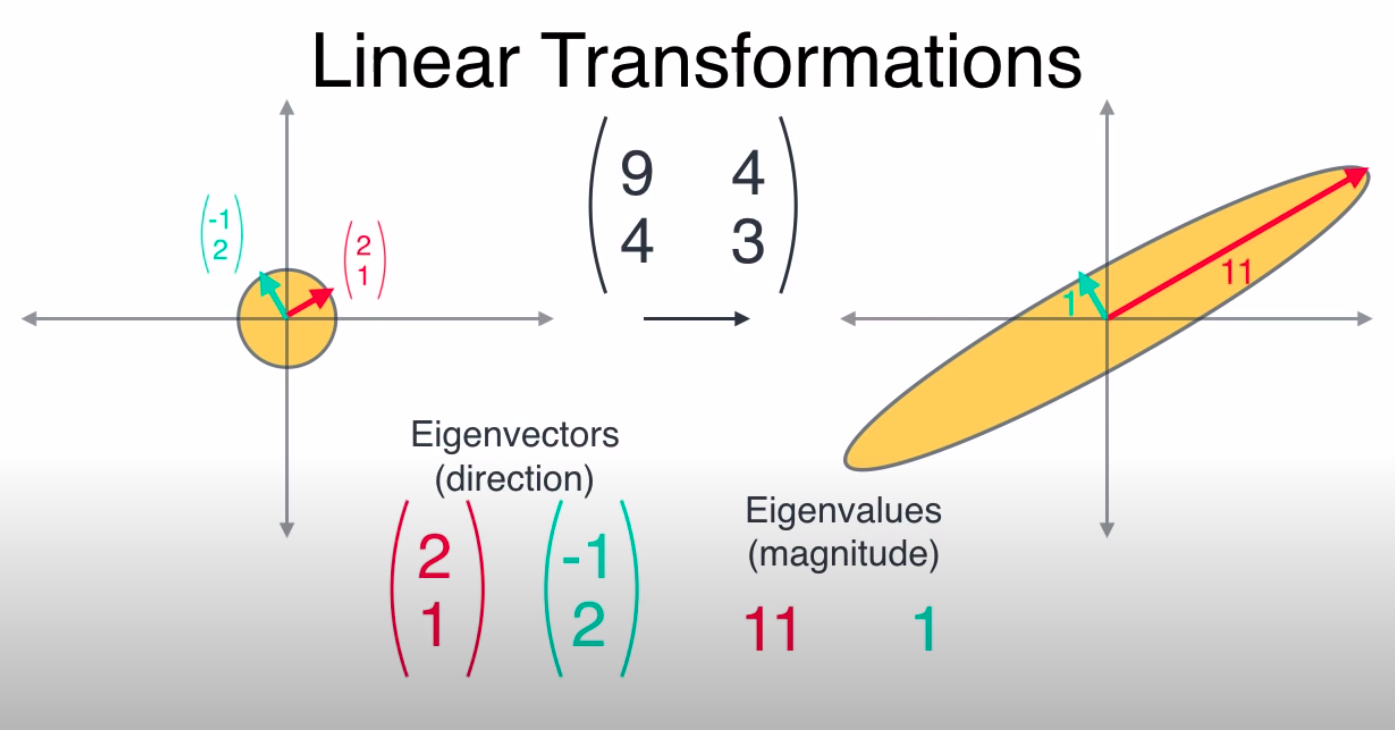 Linear Transformations
-1
2
2
1
9 4
4 3
1
11
Eigenvectors
(direction)
2
1
-1
2
Eigenvalues
(magnitude)
11 1